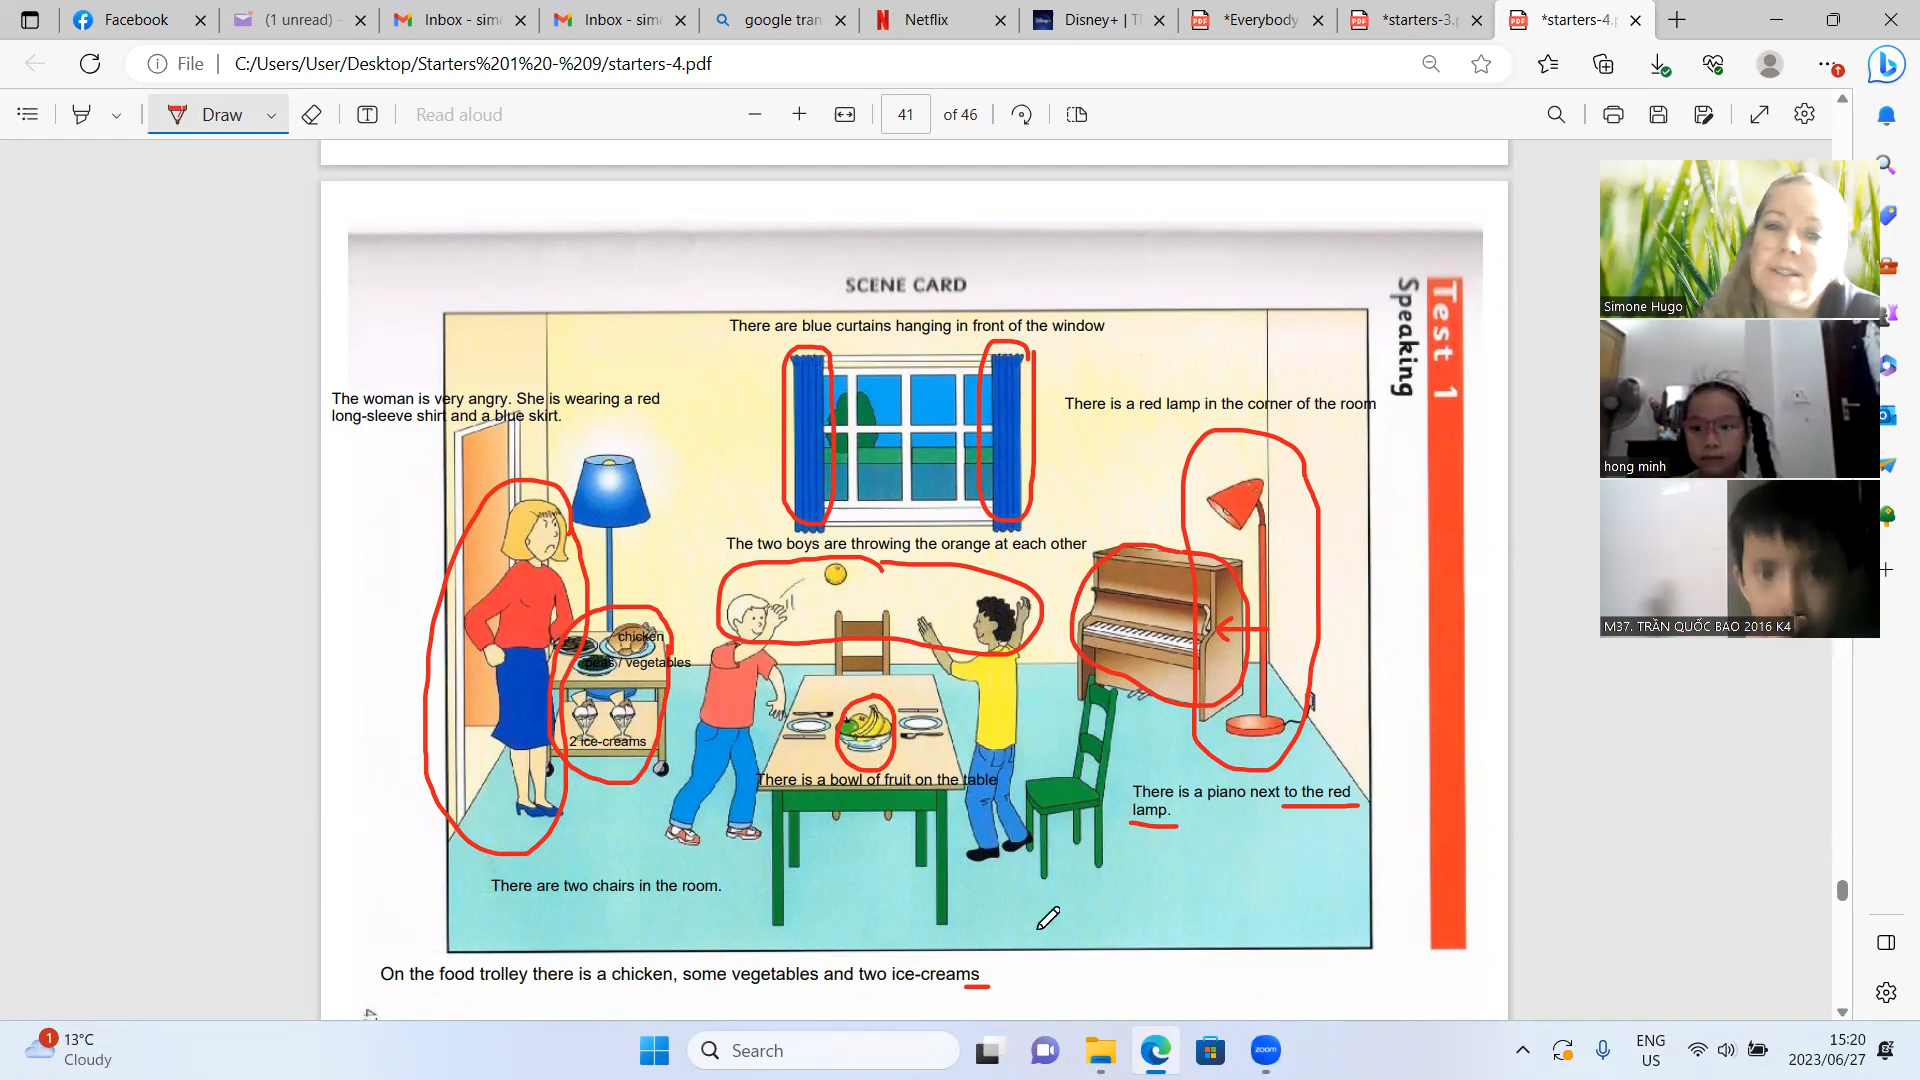 Facebook
(1 unread) -
Inbox - sim
Inbox - sim
google tran
Netflix
Disney+ | T
*Everybody
*starters-3.p
*starters-4.p
File
C:/Users/User/Desktop/Starters%201%20-%209/starters-4.pdf
Draw
Read aloud
41
of 46
SCENE CARD
Test 1
Speaking
There are blue curtains hanging in front of the window
The woman is very angry. She is wearing a red
long-sleeve shirt and a blue skirt.
There is a red lamp in the corner of the room
The two boys are throwing the orange at each other
chicken
peas / vegetables
2 ice-creams
There is a bowl of fruit on the table
There is a piano next to the red
lamp.
There are two chairs in the room.
On the food trolley there is a chicken, some vegetables and two ice-creams
Simone Hugo
hong minh
M37. TRẦN QUỐC BẢO 2016 K4
1
13°C
Cloudy
Search
zoom
ENG
US
15:20
2023/06/27